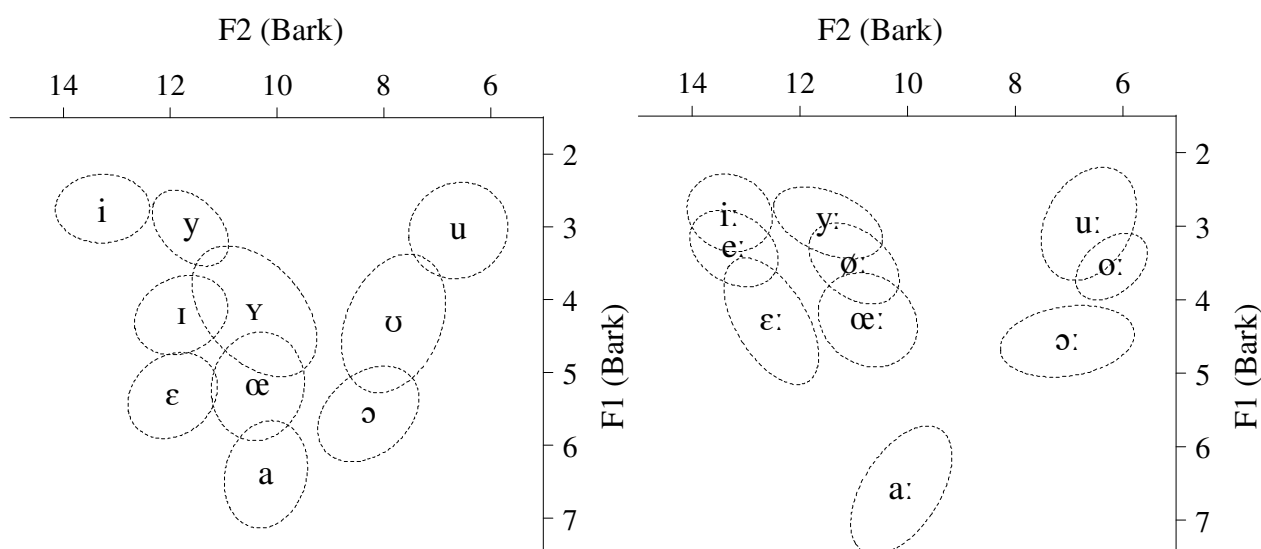 F2 (Bark)
14 12 10 8 6
2
3
4
5
6
7
F1 (Bark)
i
y
u
ɪ
ʏ
ʊ
ɛ
œ
ɔ
a
F2 (Bark)
14 12 10 8 6
2
3
4
5
6
7
F1 (Bark)
iː
yː
uː
eː
øː
oː
ɛː
œː
ɔː
aː